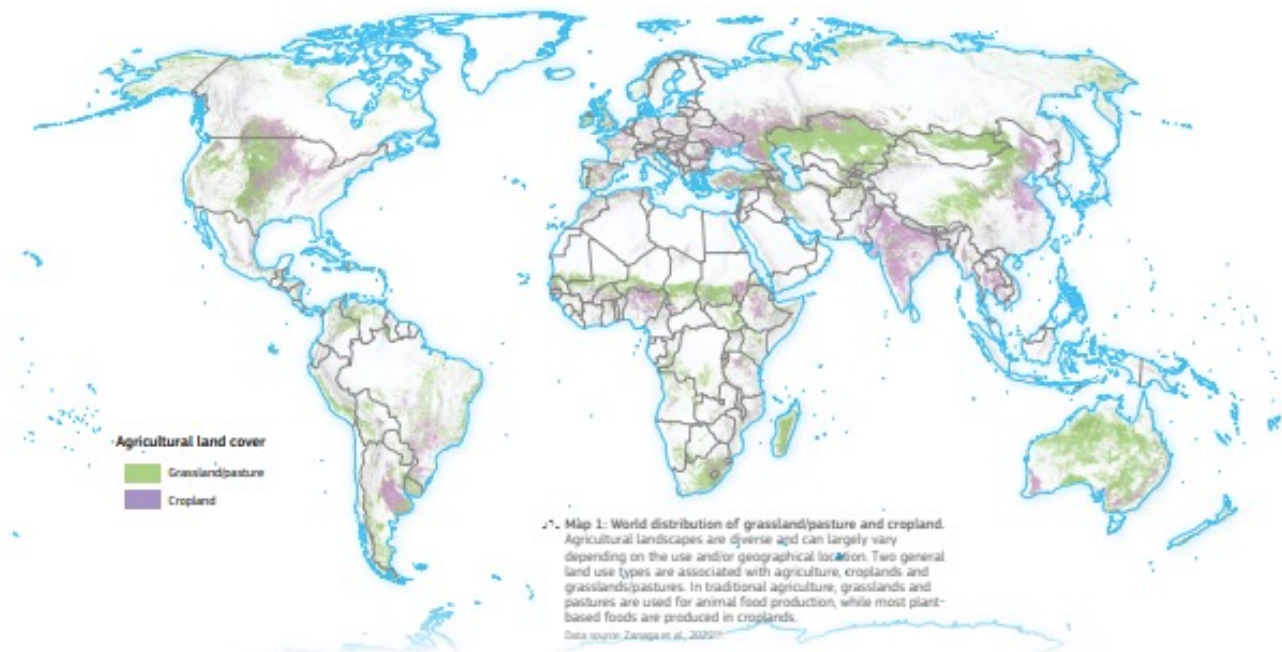 Agricultural land cover
Grassland/pasture
Cropland
Map 1: World distribution of grassland/pasture and cropland.
Agricultural landscapes are diverse and can largely vary
depending on the use and/or geographical location. Two general
land use types are associated with agriculture, croplands and
grasslands/pastures. In traditional agriculture, grasslands and
pastures are used for animal food production, while most plant-
based foods are produced in croplands.
Data source: Zanaga et al.,